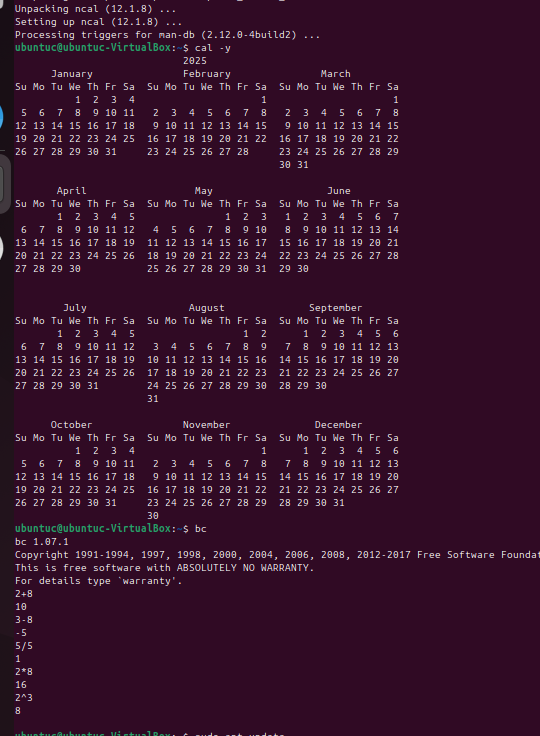 Unpacking ncal (12.1.8) ...
Setting up ncal (12.1.8) ...
Processing triggers for man-db (2.12.0-4build2) ...
ubuntuc@ubuntuc-VirtualBox:~$ cal -y
                            2025
      January               February               March
Su Mo Tu We Th Fr Sa  Su Mo Tu We Th Fr Sa  Su Mo Tu We Th Fr Sa
          1  2  3  4                     1                     1
 5  6  7  8  9 10 11   2  3  4  5  6  7  8   2  3  4  5  6  7  8
12 13 14 15 16 17 18   9 10 11 12 13 14 15   9 10 11 12 13 14 15
19 20 21 22 23 24 25  16 17 18 19 20 21 22  16 17 18 19 20 21 22
26 27 28 29 30 31     23 24 25 26 27 28     23 24 25 26 27 28 29
                                            30 31
       April                  May                   June
Su Mo Tu We Th Fr Sa  Su Mo Tu We Th Fr Sa  Su Mo Tu We Th Fr Sa
       1  2  3  4  5               1  2  3   1  2  3  4  5  6  7
 6  7  8  9 10 11 12   4  5  6  7  8  9 10   8  9 10 11 12 13 14
13 14 15 16 17 18 19  11 12 13 14 15 16 17  15 16 17 18 19 20 21
20 21 22 23 24 25 26  18 19 20 21 22 23 24  22 23 24 25 26 27 28
27 28 29 30           25 26 27 28 29 30 31  29 30
        July                 August              September
Su Mo Tu We Th Fr Sa  Su Mo Tu We Th Fr Sa  Su Mo Tu We Th Fr Sa
       1  2  3  4  5                  1  2      1  2  3  4  5  6
 6  7  8  9 10 11 12   3  4  5  6  7  8  9   7  8  9 10 11 12 13
13 14 15 16 17 18 19  10 11 12 13 14 15 16  14 15 16 17 18 19 20
20 21 22 23 24 25 26  17 18 19 20 21 22 23  21 22 23 24 25 26 27
27 28 29 30 31        24 25 26 27 28 29 30  28 29 30
                      31
      October               November              December
Su Mo Tu We Th Fr Sa  Su Mo Tu We Th Fr Sa  Su Mo Tu We Th Fr Sa
          1  2  3  4                     1      1  2  3  4  5  6
 5  6  7  8  9 10 11   2  3  4  5  6  7  8   7  8  9 10 11 12 13
12 13 14 15 16 17 18   9 10 11 12 13 14 15  14 15 16 17 18 19 20
19 20 21 22 23 24 25  16 17 18 19 20 21 22  21 22 23 24 25 26 27
26 27 28 29 30 31     23 24 25 26 27 28 29  28 29 30 31
                      30
ubuntuc@ubuntuc-VirtualBox:~$ bc
bc 1.07.1
Copyright 1991-1994, 1997, 1998, 2000, 2004, 2006, 2008, 2012-2017 Free Software Foundat
This is free software with ABSOLUTELY NO WARRANTY.
For details type `warranty'.
2+8
10
3-8
-5
5/5
1
2*8
16
2^3
8
ubuntuc@ubuntuc-VirtualBox:~$ sudo apt update